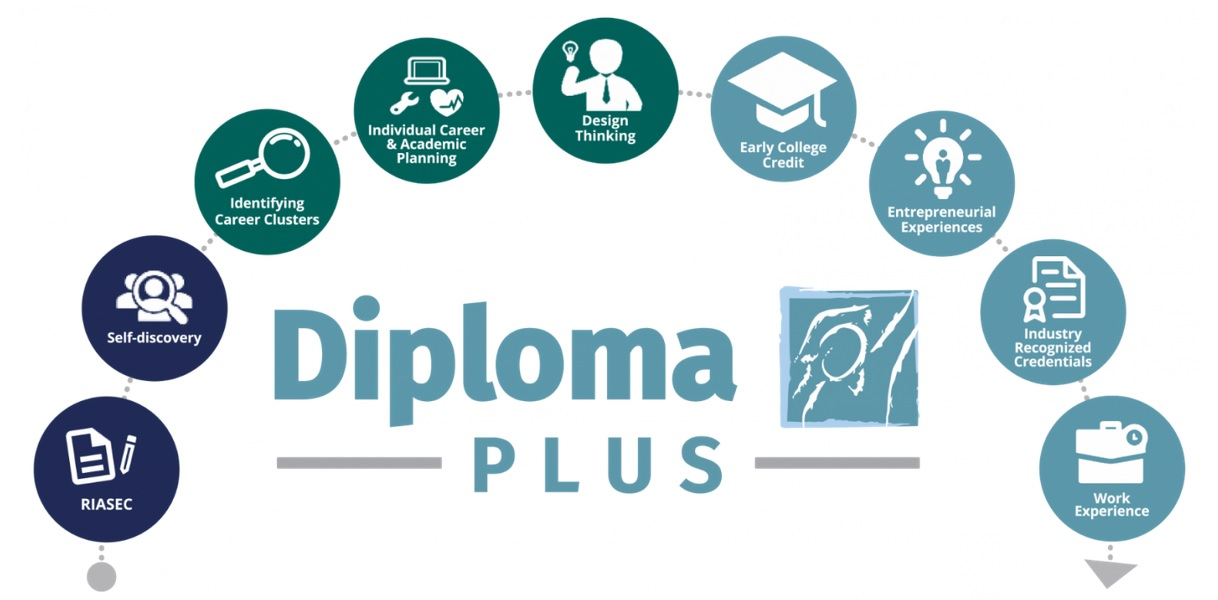 RIASEC
Self-discovery
Identifying
Career Clusters
Individual Career
& Academic
Planning
Design
Thinking
Early College
Credit
Entrepreneurial
Experiences
Industry
Recognized
Credentials
Work
Experience
Diploma
PLUS